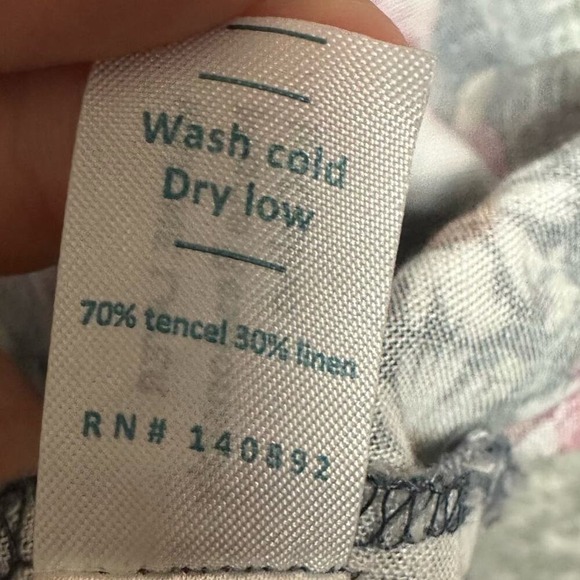 Wash cold
Dry low
70% tencel 30% linen
RN# 140892